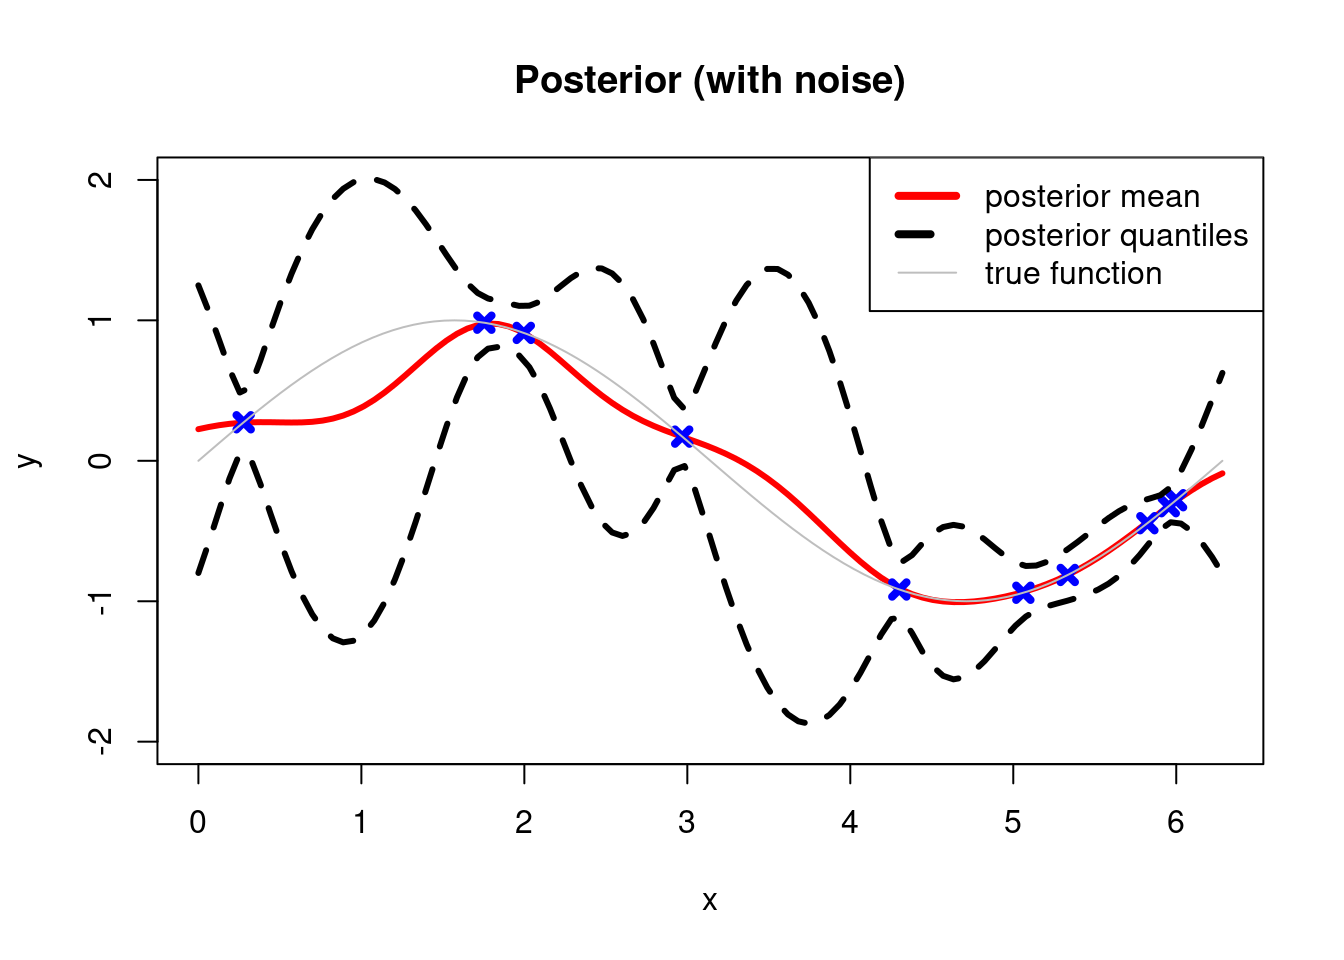 Posterior (with noise)
posterior mean
posterior quantiles
true function
y
2
1
0
-1
-2
0 1 2 3 4 5 6
x